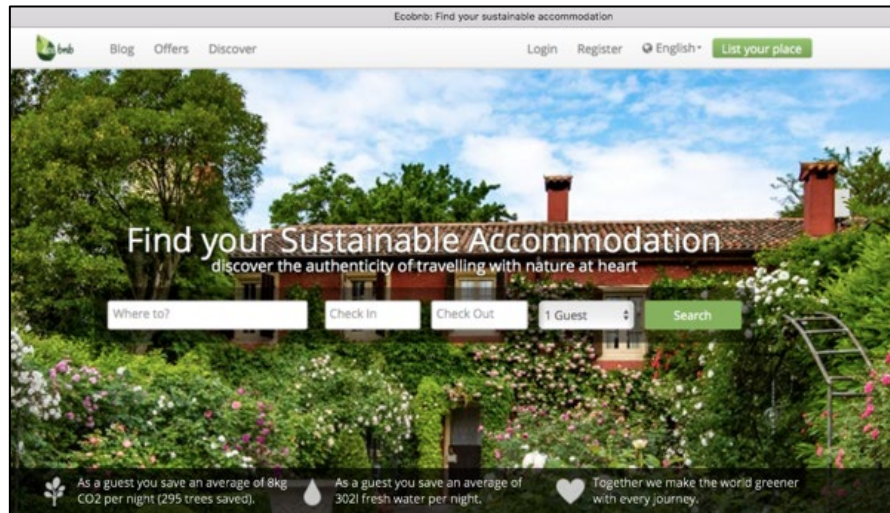 Ecobnb: Find your sustainable accommodation
Blog Offers Discover Login Register English List your place
Find your Sustainable Accommodation
discover the authenticity of travelling with nature at heart
Where to? Check In Check Out 1 Guest Search
As a guest you save an average of 8kg
CO2 per night (295 trees saved).
As a guest you save an average of
302l fresh water per night.
Together we make the world greener
with every journey.